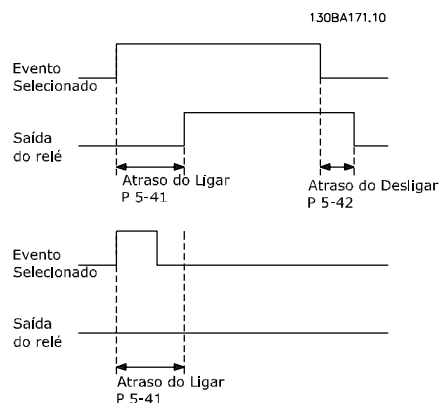 130BA171.10
Evento
Selecionado
Saída
do relé
Atraso do Ligar
P 5-41
Atraso do Desligar
P 5-42
Evento
Selecionado
Saída
do relé
Atraso do Ligar
P 5-41